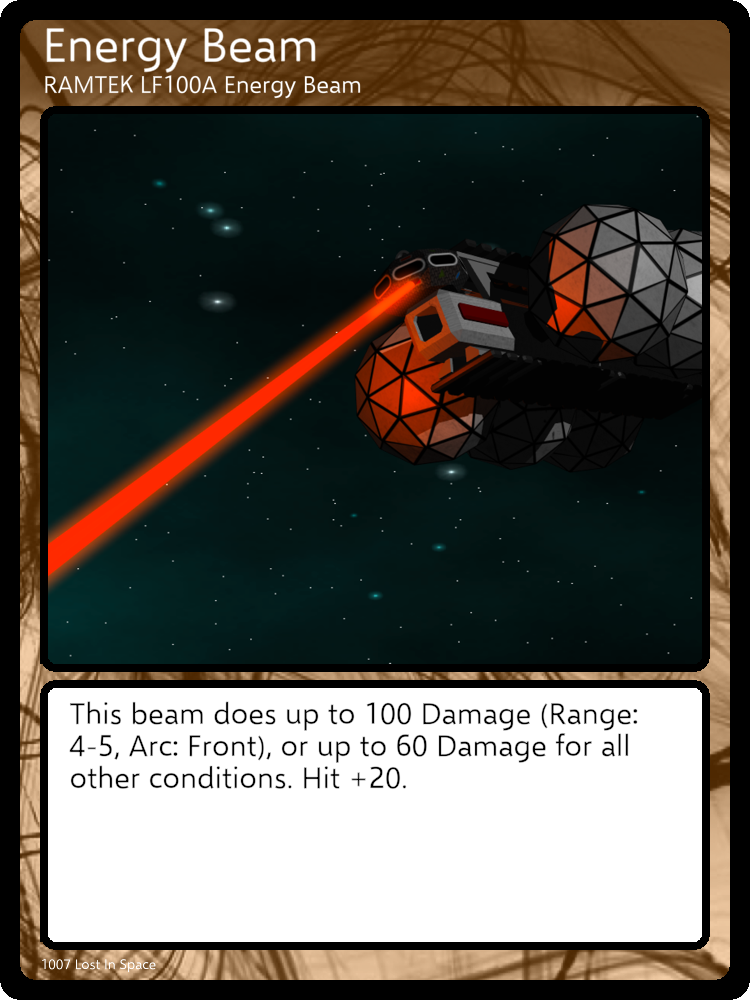 Energy Beam
RAMTEK LF100A Energy Beam
This beam does up to 100 Damage (Range:
4-5, Arc: Front), or up to 60 Damage for all
other conditions. Hit +20.
1007 Lost In Space